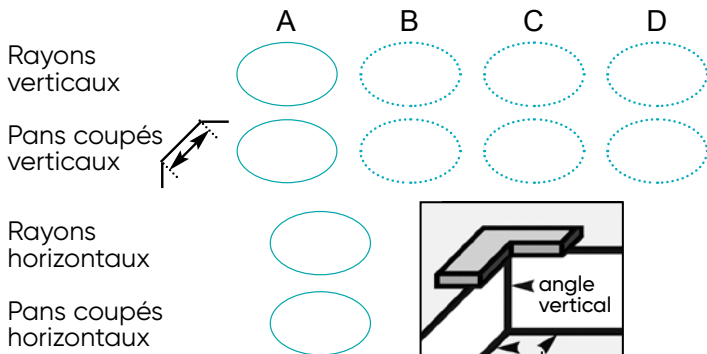 A B C D
Rayons
verticaux
Pans coupés
verticaux
Rayons
horizontaux
angle
vertical
Pans coupés
horizontaux